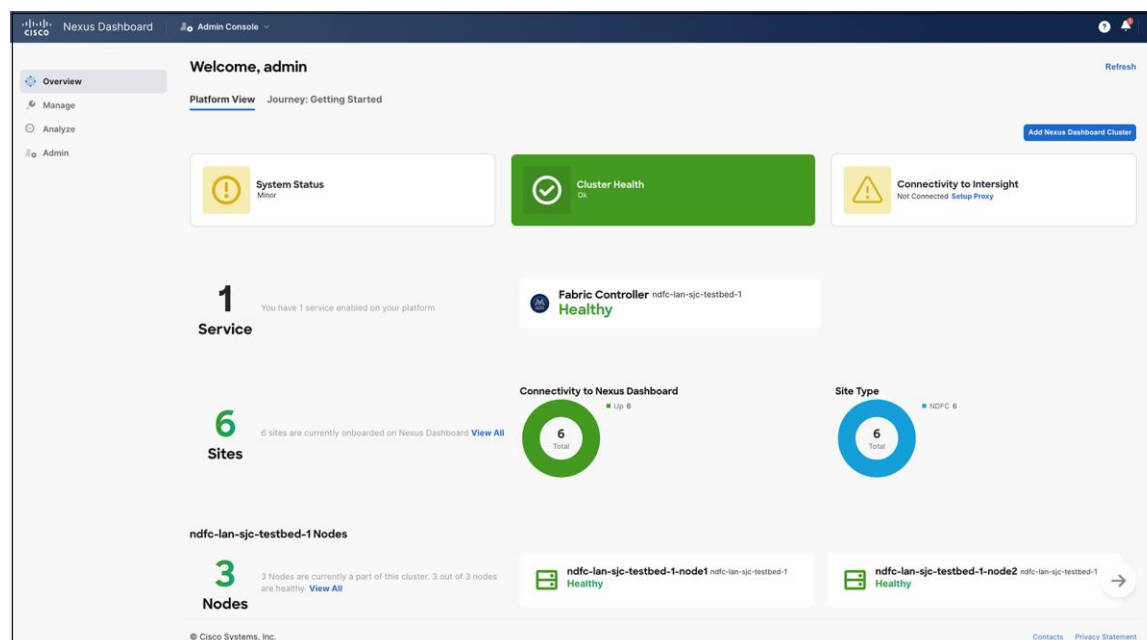 CISCO
Nexus Dashboard
Admin Console
Welcome, admin
Refresh
Overview
Manage
Analyze
Admin
Platform View
Journey: Getting Started
Add Nexus Dashboard Cluster
System Status
Minor
Cluster Health
Ok
Connectivity to Intersight
Not Connected Setup Proxy
1
Service
You have 1 service enabled on your platform
Fabric Controller ndfc-lan-sjc-testbed-1
Healthy
6
Sites
6 sites are currently onboarded on Nexus Dashboard View All
Connectivity to Nexus Dashboard
Up 6
6
Total
Site Type
NDFC 6
6
Total
ndfc-lan-sjc-testbed-1 Nodes
3
Nodes
3 Nodes are currently a part of this cluster. 3 out of 3 nodes
are healthy. View All
ndfc-lan-sjc-testbed-1-node1 ndfc-lan-sjc-testbed-1
Healthy
ndfc-lan-sjc-testbed-1-node2 ndfc-lan-sjc-testbed-1
Healthy
© Cisco Systems, Inc.
Contacts
Privacy Statement